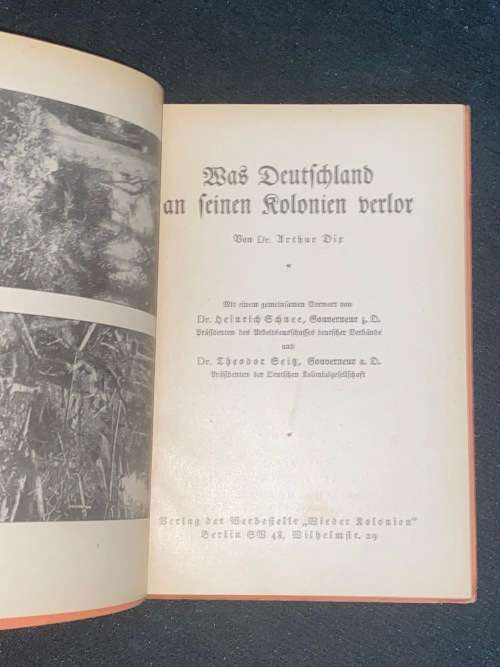 Was Deutschland
an seinen Kolonien verlor
Von Dr. Arthur Dix
Mit einem gemeinsamen Vorwort von
Dr. Heinrich Schnee, Gouverneur z. D.
Präsidenten des Arbeitsausschusses deutscher Verbände
und
Dr. Theodor Seitz, Gouverneur a. D.
Präsidenten der Deutschen Kolonialgesellschaft
Verlag der Werbestelle „Wieder Kolonien“
Berlin SW 48, Wilhelmstr. 29